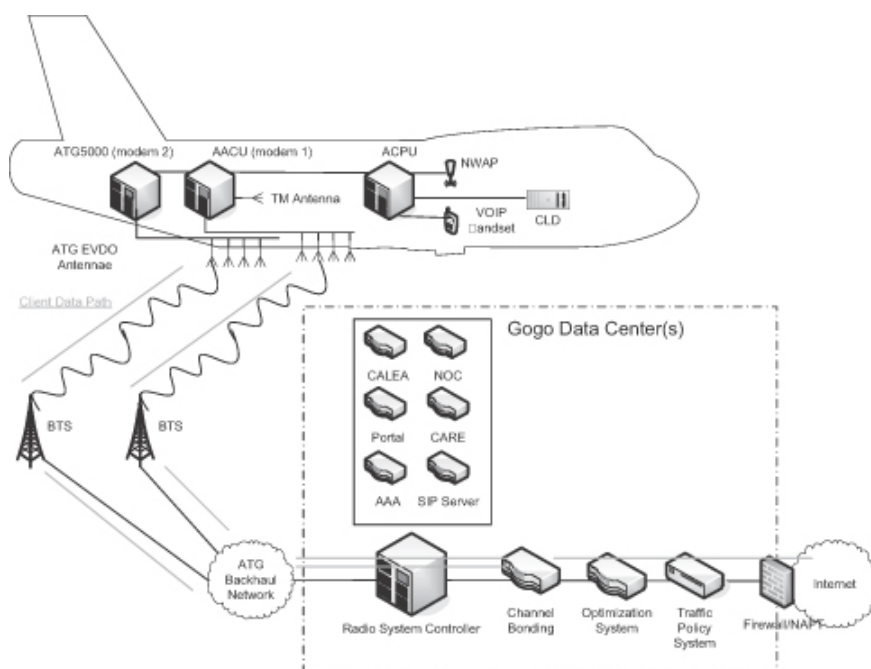 ATG5000 (modem 2)
AACU (modem 1)
ACPU
NWAP
TM Antenna
VOIP
□andset
CLD
ATG EVDO
Antennae
Client Data Path
Gogo Data Center(s)
CALEA
NOC
BTS
BTS
Portal
CARE
AAA
SIP Server
ATG
Backhaul
Network
Internet
Radio System Controller
Channel
Bonding
Optimization
System
Traffic
Policy
System
Firewall/NAPT